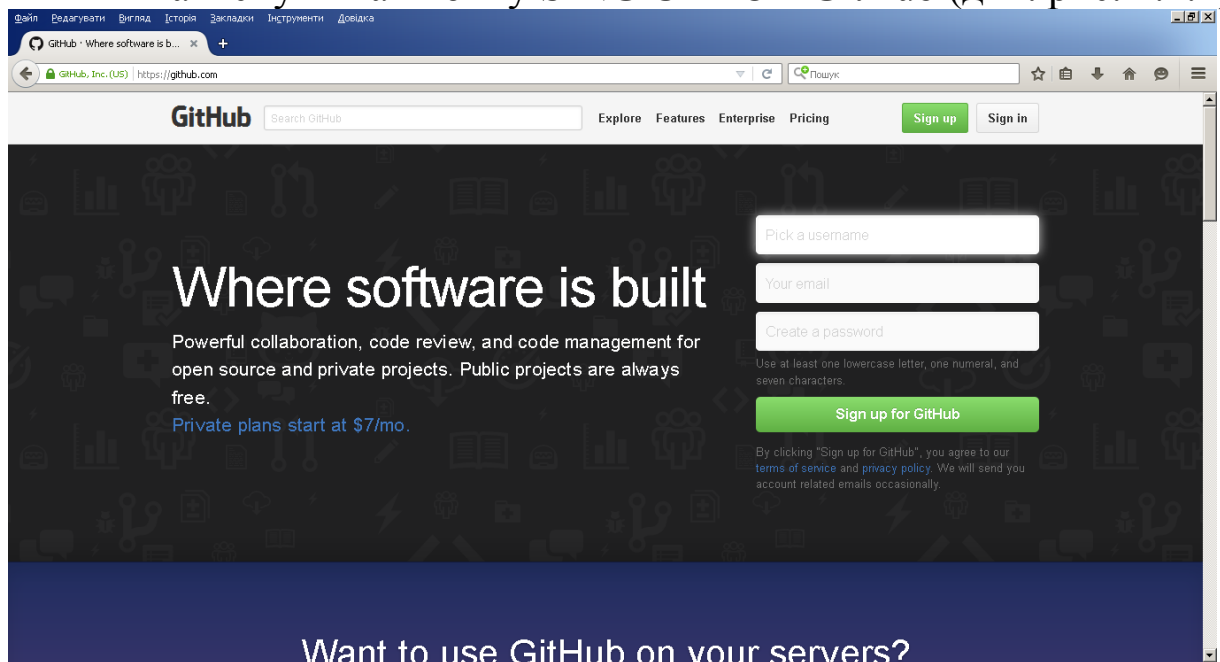 Файл Редагувати Вигляд Історія Закладки Інструменти Довідка
GitHub · Where software is b... × +
GitHub, Inc. (US) https://github.com Пошук
GitHub Search GitHub Explore Features Enterprise Pricing Sign up Sign in
Pick a username
Where software is built
Your email
Create a password
Powerful collaboration, code review, and code management for
open source and private projects. Public projects are always
free.
Private plans start at $7/mo.
Use at least one lowercase letter, one numeral, and
seven characters.
Sign up for GitHub
By clicking "Sign up for GitHub", you agree to our
terms of service and privacy policy. We will send you
account related emails occasionally.
Want to use GitHub on your servers?